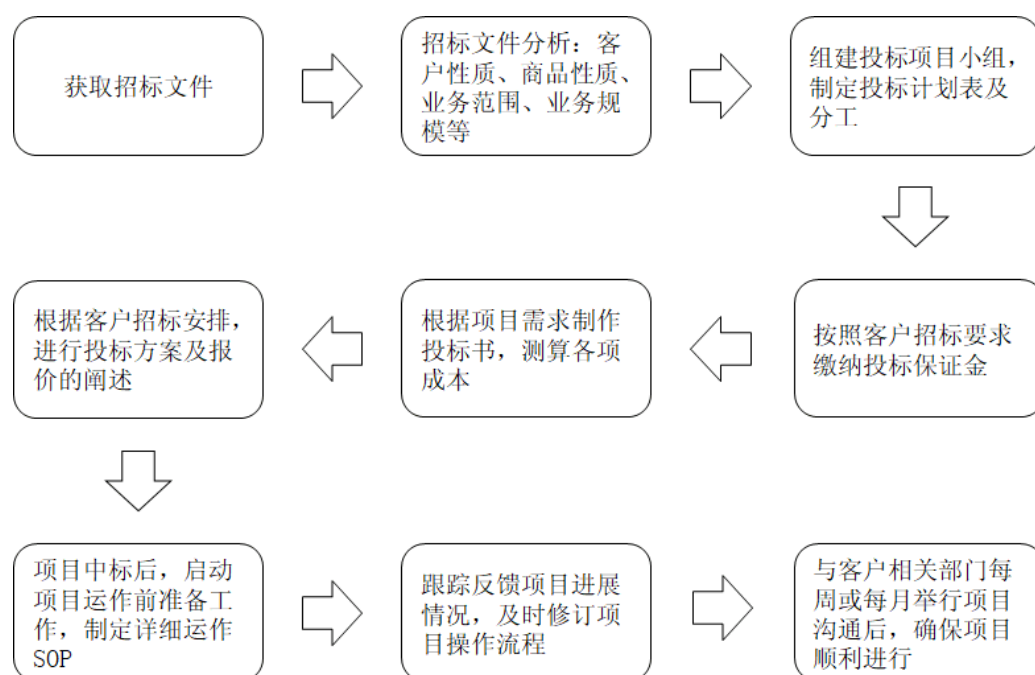 获取招标文件
招标文件分析：客
户性质、商品性质、
业务范围、业务规
模等
组建投标项目小组，
制定投标计划表及
分工
按照客户招标要求
缴纳投标保证金
根据项目需求制作
投标书，测算各项
成本
根据客户招标安排，
进行投标方案及报
价的阐述
项目中标后，启动
项目运作前准备工
作，制定详细运作
SOP
跟踪反馈项目进展
情况，及时修订项
目操作流程
与客户相关部门每
周或每月举行项目
沟通后，确保项目
顺利进行